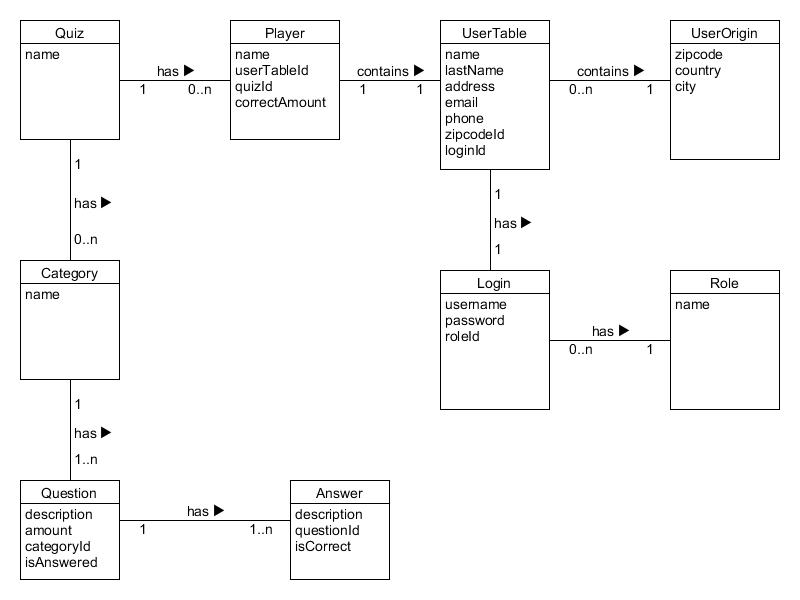 Quiz
name
has ▶
1
0..n
Player
name
userTableId
quizId
correctAmount
contains ▶
1
1
UserTable
name
lastName
address
email
phone
zipcodeId
loginId
contains ▶
0..n
1
UserOrigin
zipcode
country
city
1
has ▶
0..n
1
has ▶
1
Category
name
Login
username
password
roleId
has ▶
0..n
1
Role
name
1
has ▶
1..n
Question
description
amount
categoryId
isAnswered
has ▶
1
1..n
Answer
description
questionId
isCorrect